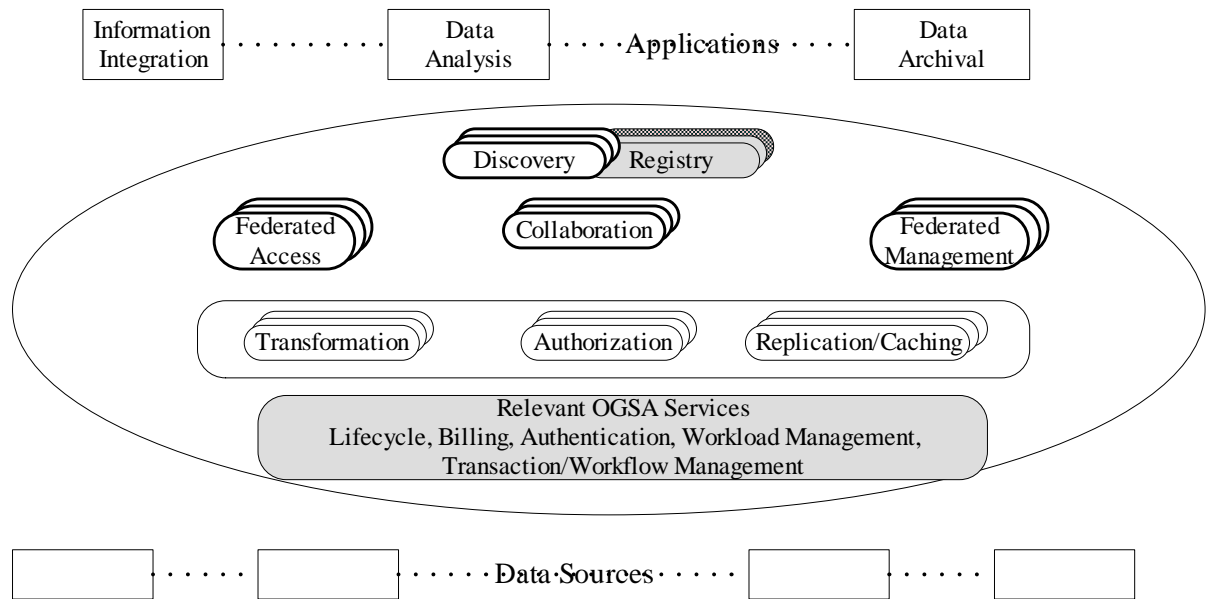 Information
Integration
Data
Analysis
Applications
Data
Archival
Discovery
Registry
Federated
Access
Collaboration
Federated
Management
Transformation
Authorization
Replication/Caching
Relevant OGSA Services
Lifecycle, Billing, Authentication, Workload Management,
Transaction/Workflow Management
Data Sources